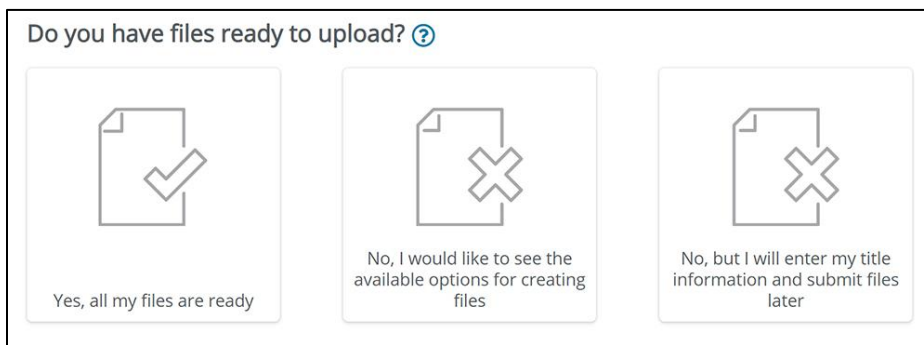 Do you have files ready to upload? ?
Yes, all my files are ready
No, I would like to see the
available options for creating
files
No, but I will enter my title
information and submit files
later